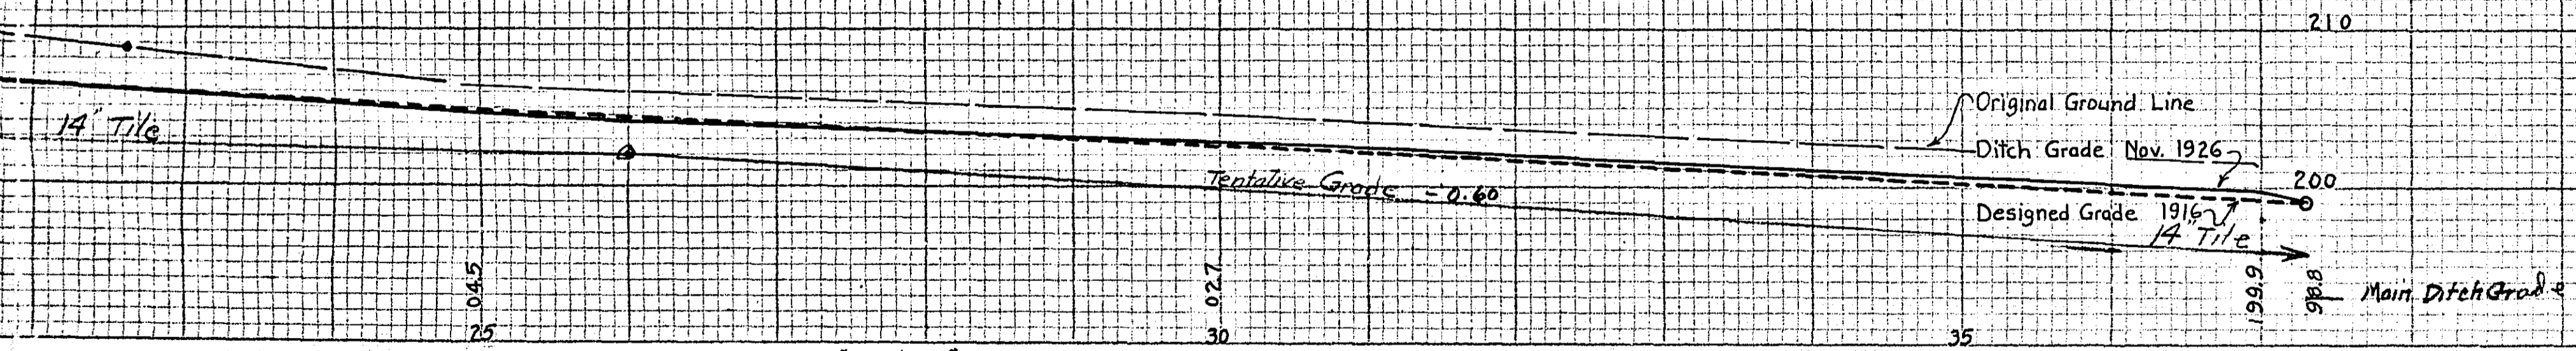 210
Original Ground Line
14" Tile
Ditch Grade Nov. 1926
Tentative Grade - 0.60
200
Designed Grade 1916
14" Tile
04.5
02.7
199.9
98.8
Main Ditch Grade
25
30
35